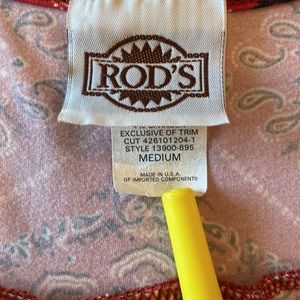 ROD'S
EXCLUSIVE OF TRIM
CUT 426101204-1
STYLE 13900-895
MEDIUM
MADE IN U.S.A.
OF IMPORTED COMPONENTS